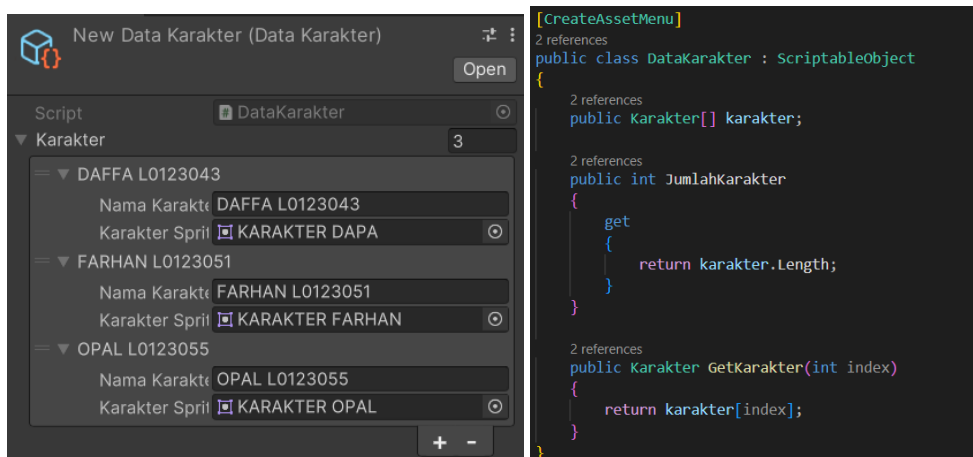 New Data Karakter (Data Karakter)
Open
Script DataKarakter
Karakter 3
DAFFA L0123043
Nama Karakte DAFFA L0123043
Karakter Sprit KARAKTER DAPA
FARHAN L0123051
Nama Karakte FARHAN L0123051
Karakter Sprit KARAKTER FARHAN
OPAL L0123055
Nama Karakte OPAL L0123055
Karakter Sprit KARAKTER OPAL
+ -
[CreateAssetMenu]
2 references
public class DataKarakter : ScriptableObject
{
2 references
public Karakter[] karakter;
2 references
public int JumlahKarakter
{
get
{
return karakter.Length;
}
}
2 references
public Karakter GetKarakter(int index)
{
return karakter[index];
}
}